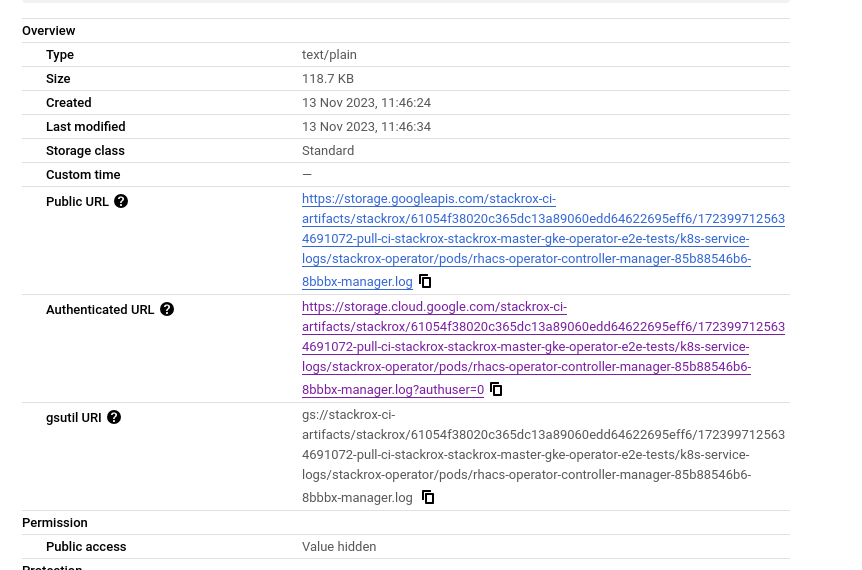 Overview
Type text/plain
Size 118.7 KB
Created 13 Nov 2023, 11:46:24
Last modified 13 Nov 2023, 11:46:34
Storage class Standard
Custom time —
Public URL https://storage.googleapis.com/stackrox-ci-
artifacts/stackrox/61054f38020c365dc13a89060edd64622695eff6/172399712563
4691072-pull-ci-stackrox-stackrox-master-gke-operator-e2e-tests/k8s-service-
logs/stackrox-operator/pods/rhacs-operator-controller-manager-85b88546b6-
8bbbx-manager.log
Authenticated URL https://storage.cloud.google.com/stackrox-ci-
artifacts/stackrox/61054f38020c365dc13a89060edd64622695eff6/172399712563
4691072-pull-ci-stackrox-stackrox-master-gke-operator-e2e-tests/k8s-service-
logs/stackrox-operator/pods/rhacs-operator-controller-manager-85b88546b6-
8bbbx-manager.log?authuser=0
gsutil URI gs://stackrox-ci-
artifacts/stackrox/61054f38020c365dc13a89060edd64622695eff6/172399712563
4691072-pull-ci-stackrox-stackrox-master-gke-operator-e2e-tests/k8s-service-
logs/stackrox-operator/pods/rhacs-operator-controller-manager-85b88546b6-
8bbbx-manager.log
Permission
Public access Value hidden
Protection